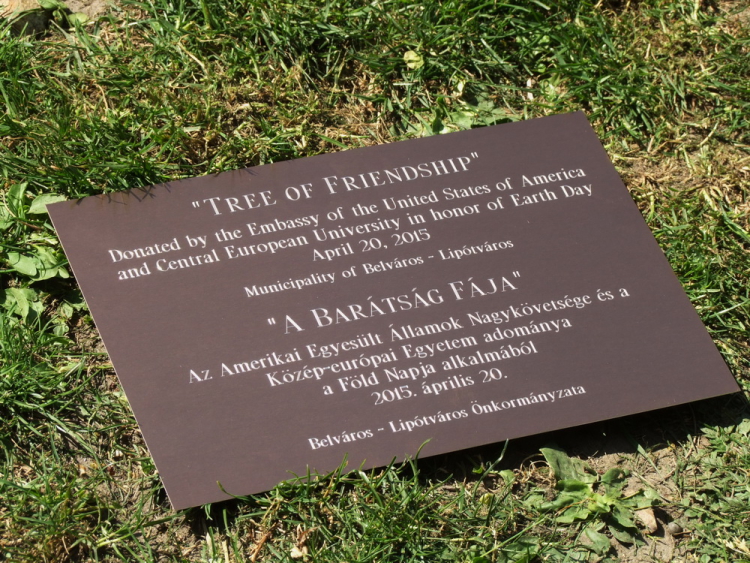 "Tree of Friendship"
Donated by the Embassy of the United States of America
and Central European University in honor of Earth Day
April 20, 2015
Municipality of Belváros - Lipótváros
"A Barátság Fája"
Az Amerikai Egyesült Államok Nagykövetsége és a
Közép-európai Egyetem adománya
a Föld Napja alkalmából
2015. április 20.
Belváros - Lipótváros Önkormányzata